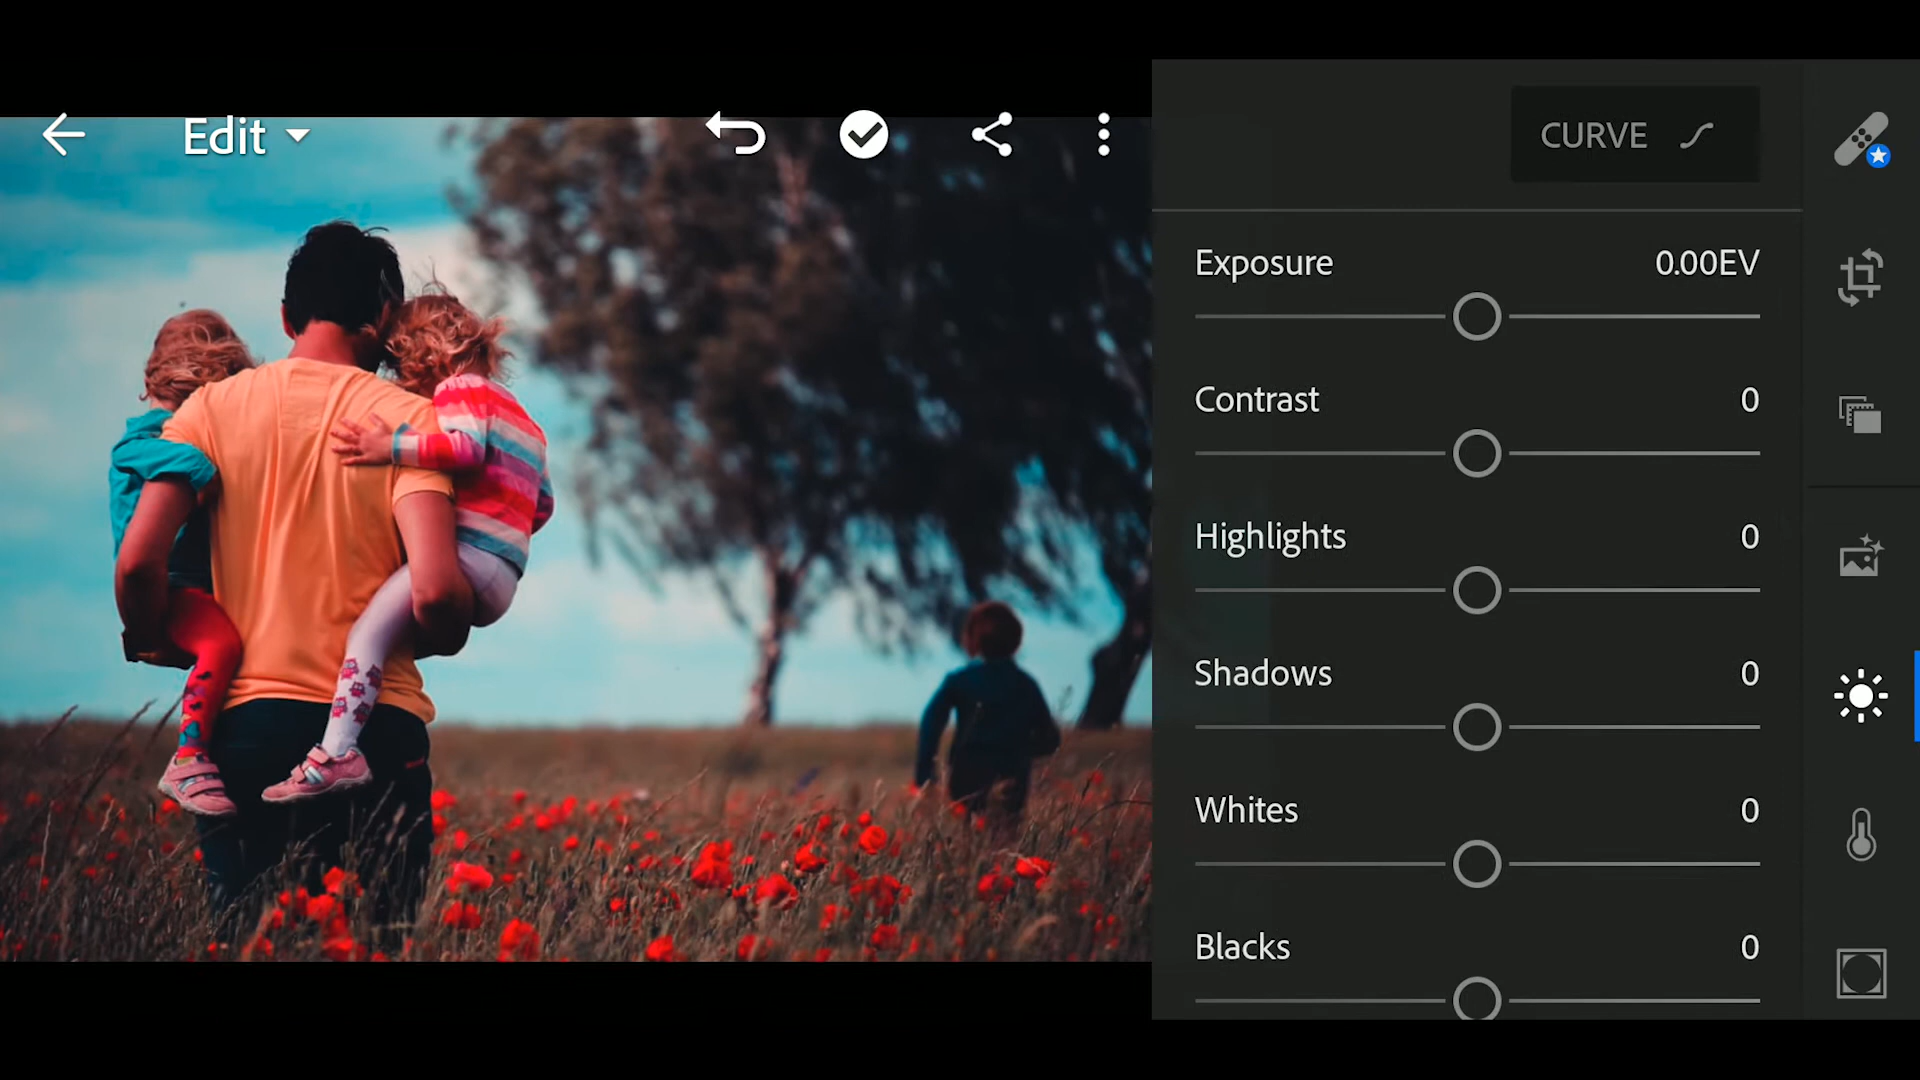 Edit
CURVE
Exposure 0.00EV
Contrast 0
Highlights 0
Shadows 0
Whites 0
Blacks 0